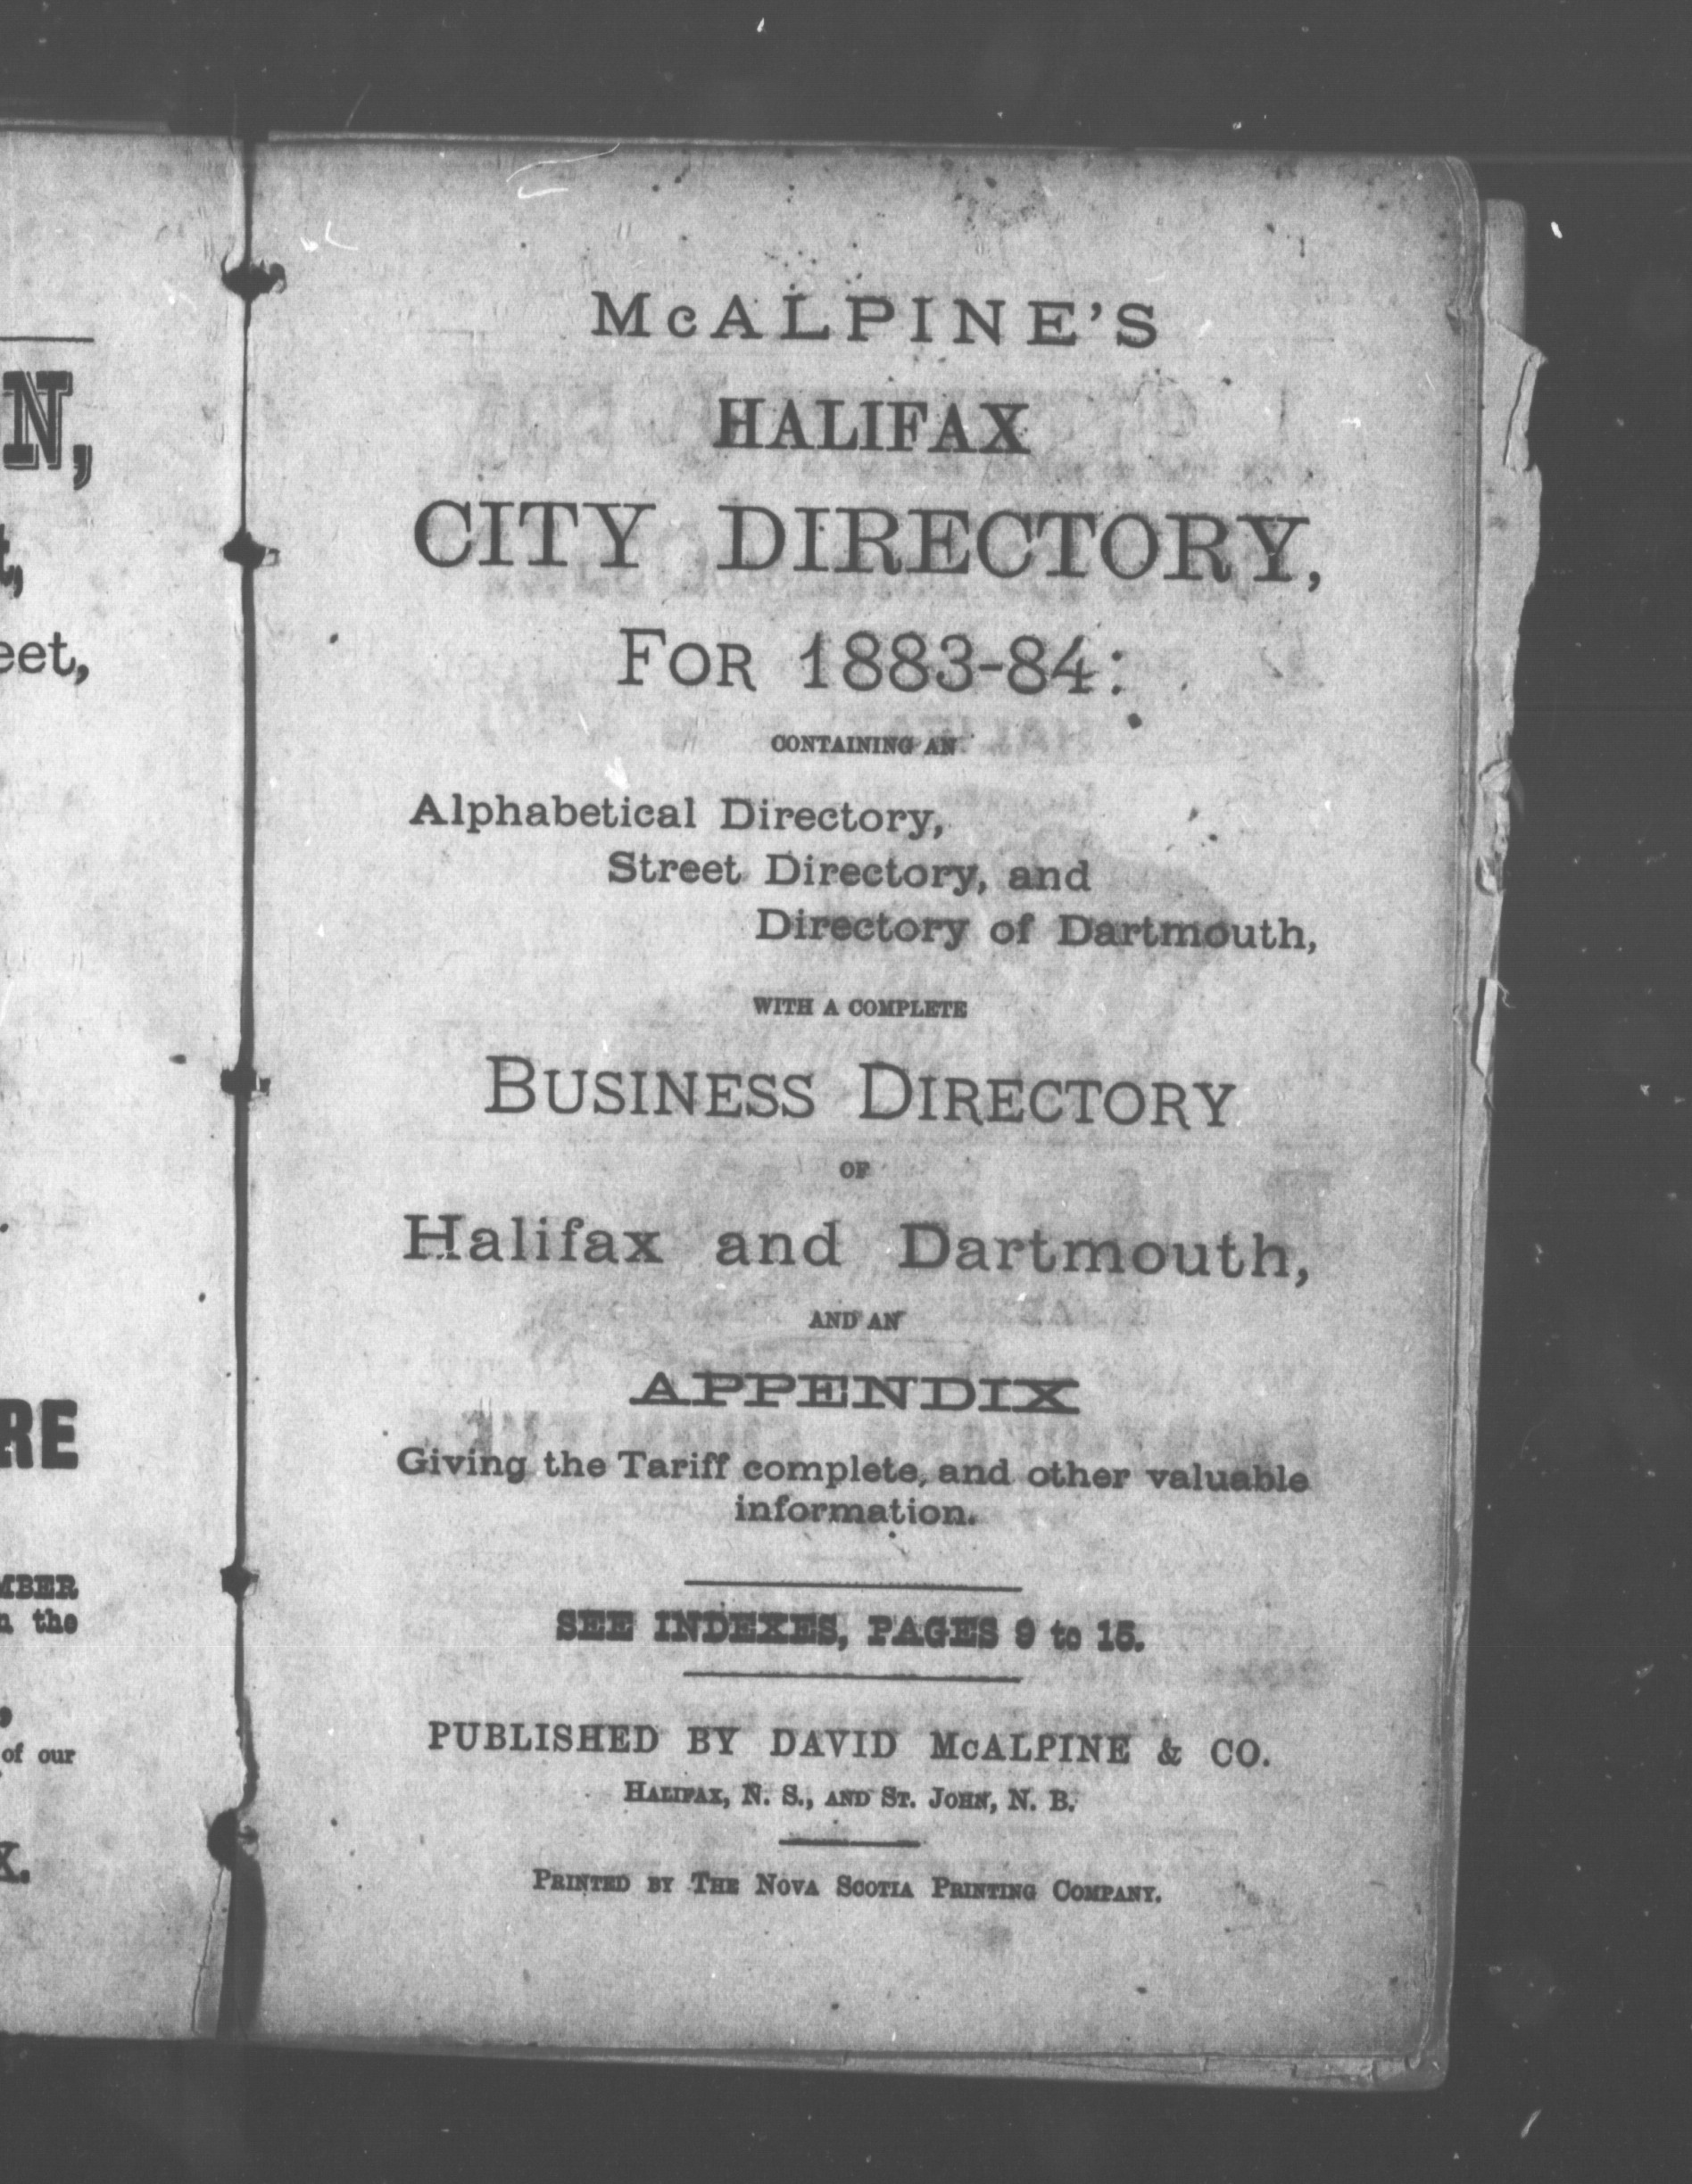 N,
t,
eet,
RE
MBER
n the
,
of our
X.
McALPINE'S
HALIFAX
CITY DIRECTORY,
FOR 1883-84:
CONTAINING AN
Alphabetical Directory,
Street Directory, and
Directory of Dartmouth,
WITH A COMPLETE
BUSINESS DIRECTORY
OF
Halifax and Dartmouth,
AND AN
APPENDIX
Giving the Tariff complete, and other valuable
information.
SEE INDEXES, PAGES 9 to 15.
PUBLISHED BY DAVID McALPINE & CO.
HALIFAX, N. S., AND ST. JOHN, N. B.
PRINTED BY THE NOVA SCOTIA PRINTING COMPANY.